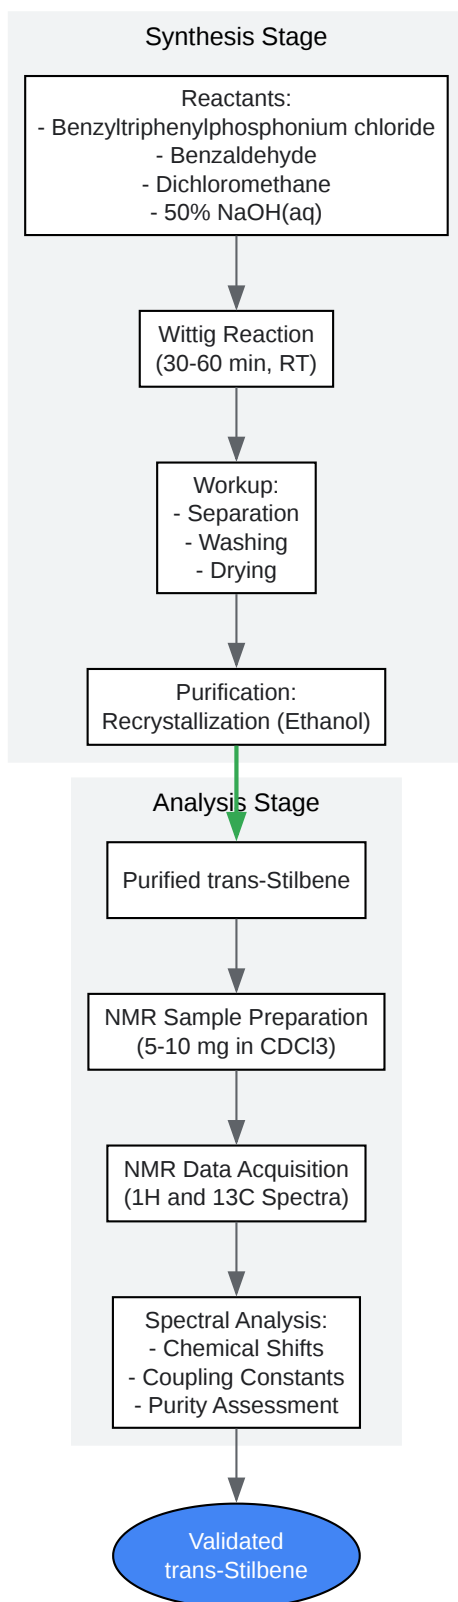 Synthesis Stage
Reactants:
- Benzyltriphenylphosphonium chloride
- Benzaldehyde
- Dichloromethane
- 50% NaOH(aq)
Wittig Reaction
(30-60 min, RT)
Workup:
- Separation
- Washing
- Drying
Purification:
Recrystallization (Ethanol)
Analysis Stage
Purified trans-Stilbene
NMR Sample Preparation
(5-10 mg in CDCl3)
NMR Data Acquisition
(1H and 13C Spectra)
Spectral Analysis:
- Chemical Shifts
- Coupling Constants
- Purity Assessment
Validated
trans-Stilbene